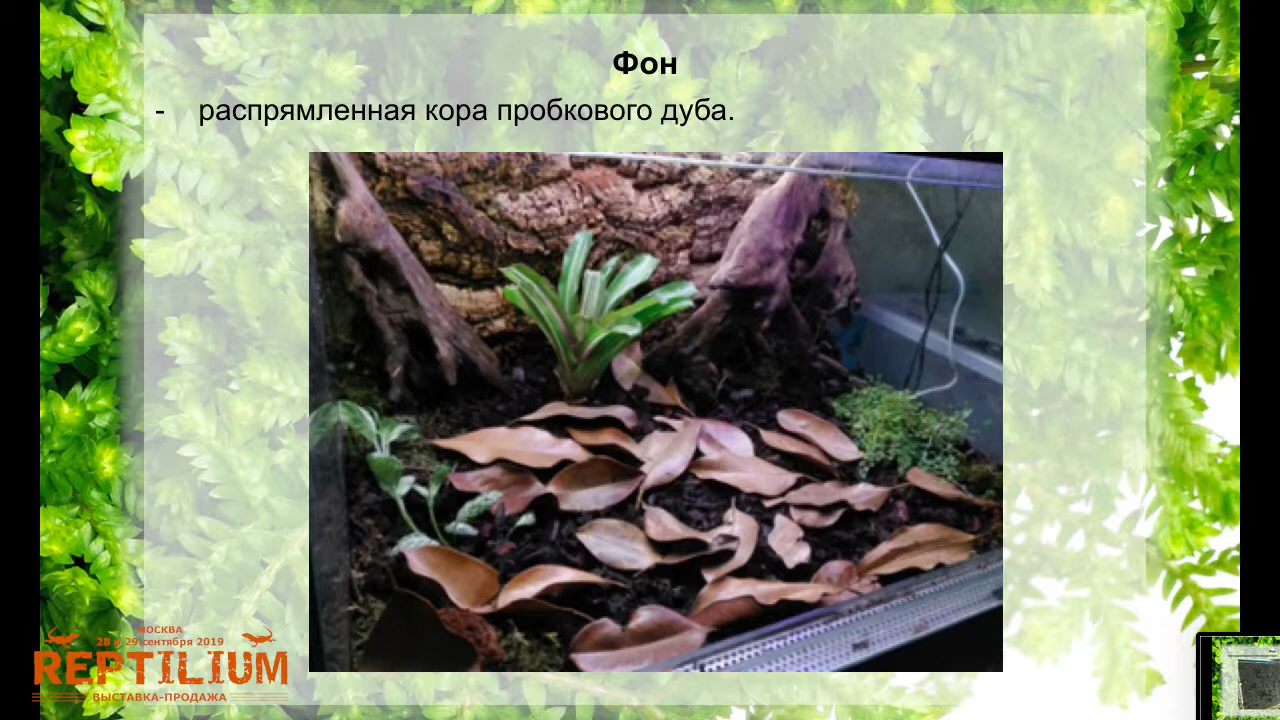 Фон
- распрямленная кора пробкового дуба.
МОСКВА
28 и 29 сентября 2019
REPTILIUM
ВЫСТАВКА-ПРОДАЖА